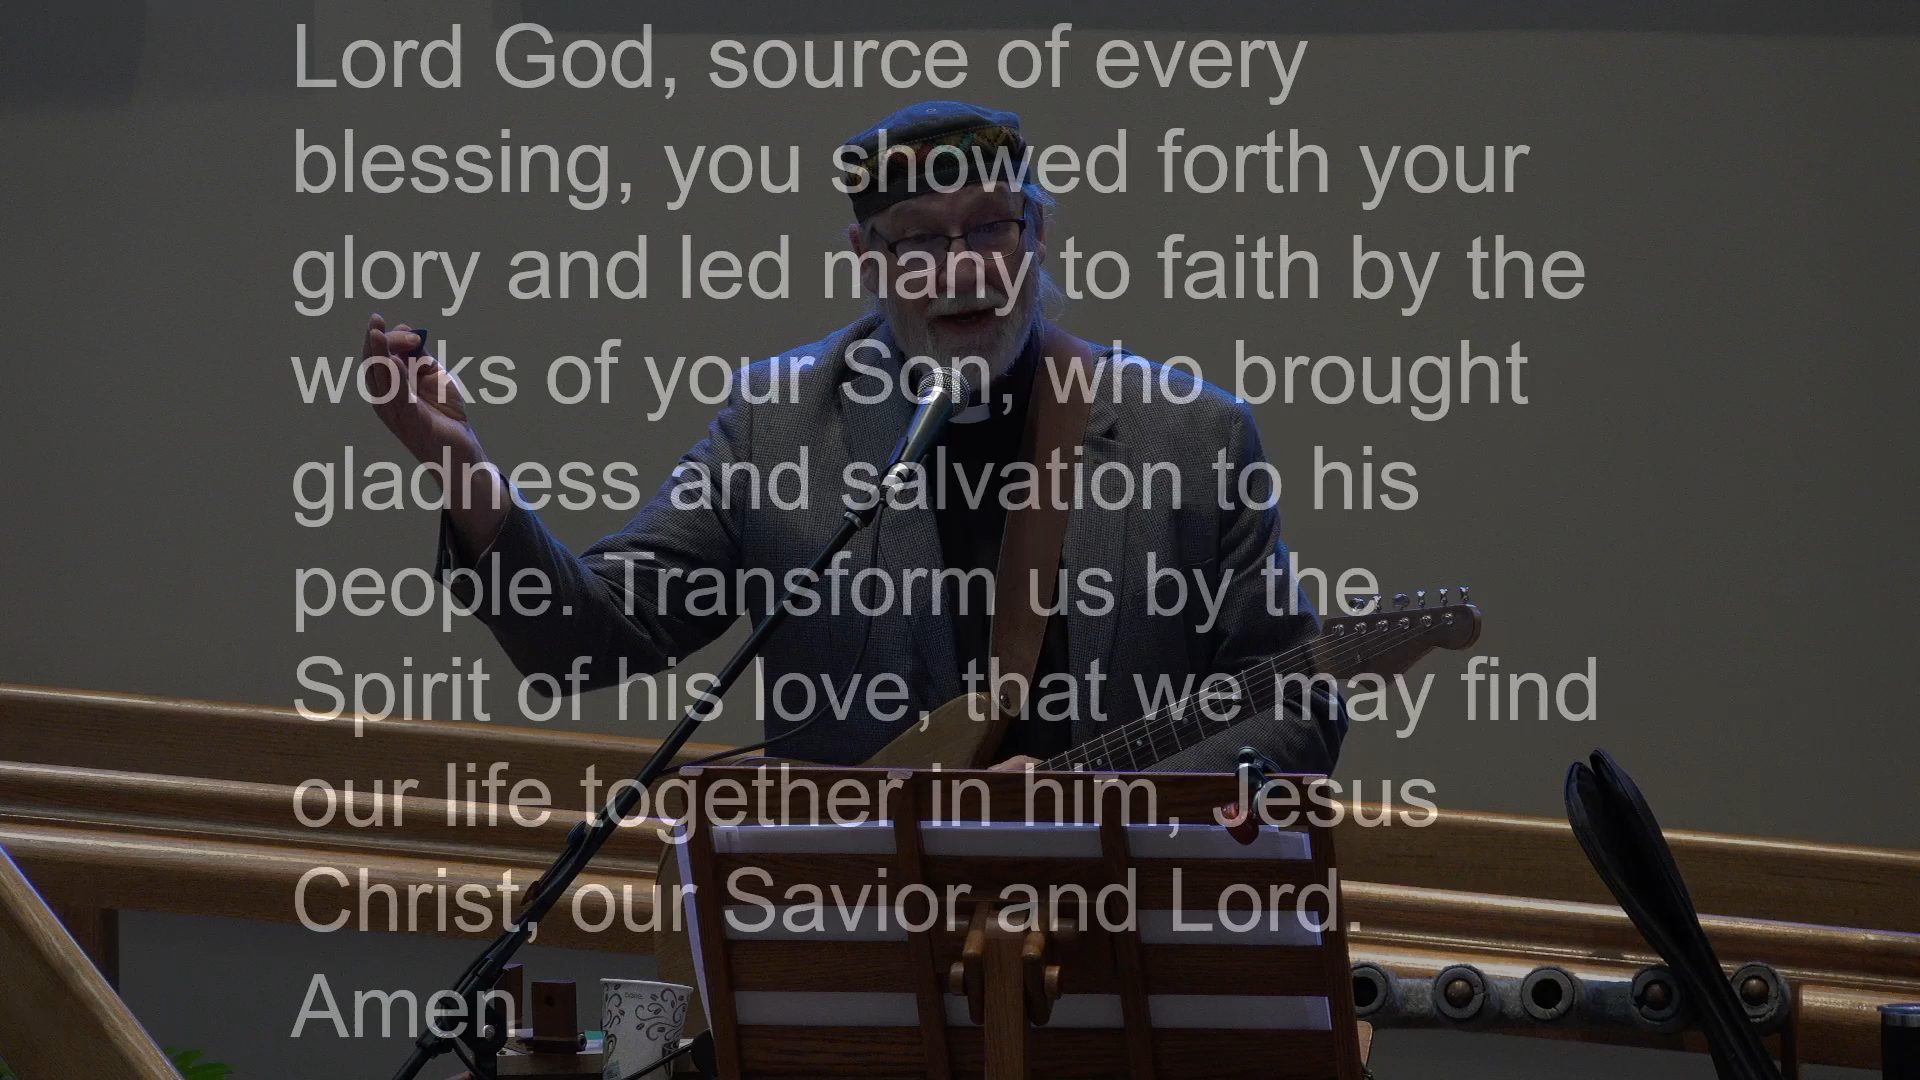 Lord God, source of every
blessing, you showed forth your
glory and led many to faith by the
works of your Son, who brought
gladness and salvation to his
people. Transform us by the
Spirit of his love, that we may find
our life together in him, Jesus
Christ, our Savior and Lord.
Amen